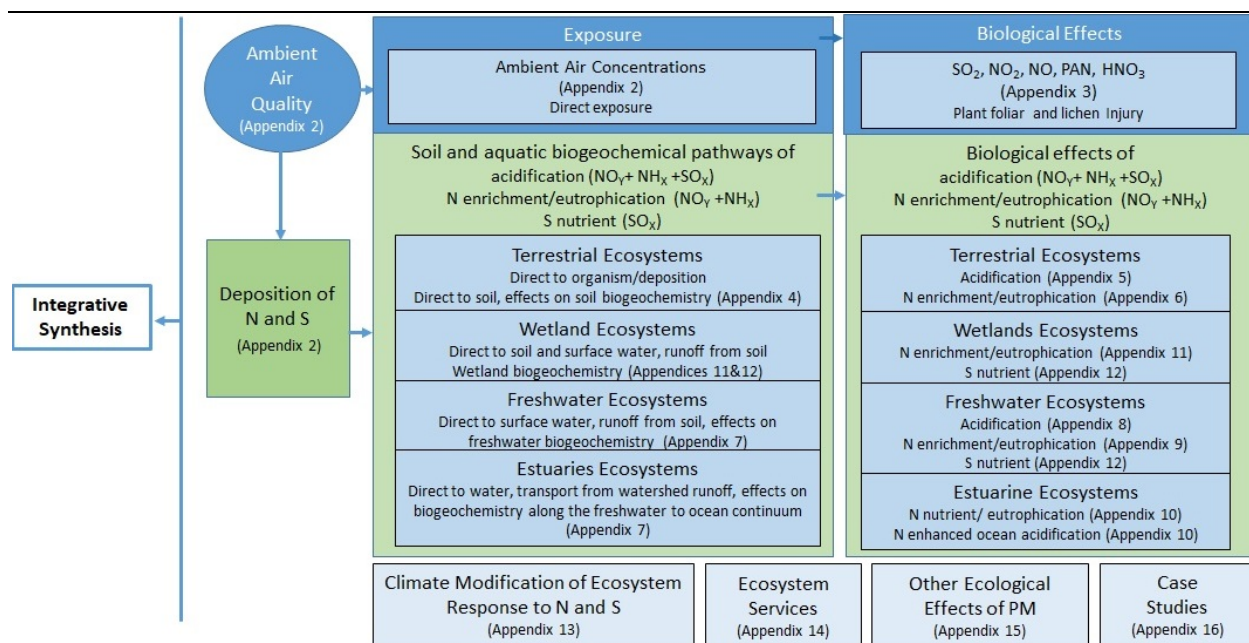 Integrative
Synthesis
Ambient
Air
Quality
(Appendix 2)
Deposition of
N and S
(Appendix 2)
Exposure
Ambient Air Concentrations
(Appendix 2)
Direct exposure
Biological Effects
SO₂, NO₂, NO, PAN, HNO₃
(Appendix 3)
Plant foliar and lichen Injury
Soil and aquatic biogeochemical pathways of
acidification (NOY+ NHX +SOX)
N enrichment/eutrophication (NOY +NHX)
S nutrient (SOX)
Terrestrial Ecosystems
Direct to organism/deposition
Direct to soil, effects on soil biogeochemistry (Appendix 4)
Wetland Ecosystems
Direct to soil and surface water, runoff from soil
Wetland biogeochemistry (Appendices 11&12)
Freshwater Ecosystems
Direct to surface water, runoff from soil, effects on
freshwater biogeochemistry (Appendix 7)
Estuaries Ecosystems
Direct to water, transport from watershed runoff, effects on
biogeochemistry along the freshwater to ocean continuum
(Appendix 7)
Biological effects of
acidification (NOY+ NHX +SOX)
N enrichment/eutrophication (NOY +NHX)
S nutrient (SOX)
Terrestrial Ecosystems
Acidification (Appendix 5)
N enrichment/eutrophication (Appendix 6)
Wetlands Ecosystems
N enrichment/eutrophication (Appendix 11)
S nutrient (Appendix 12)
Freshwater Ecosystems
Acidification (Appendix 8)
N enrichment/eutrophication (Appendix 9)
S nutrient (Appendix 12)
Estuarine Ecosystems
N nutrient/ eutrophication (Appendix 10)
N enhanced ocean acidification (Appendix 10)
Climate Modification of Ecosystem
Response to N and S
(Appendix 13)
Ecosystem
Services
(Appendix 14)
Other Ecological
Effects of PM
(Appendix 15)
Case
Studies
(Appendix 16)